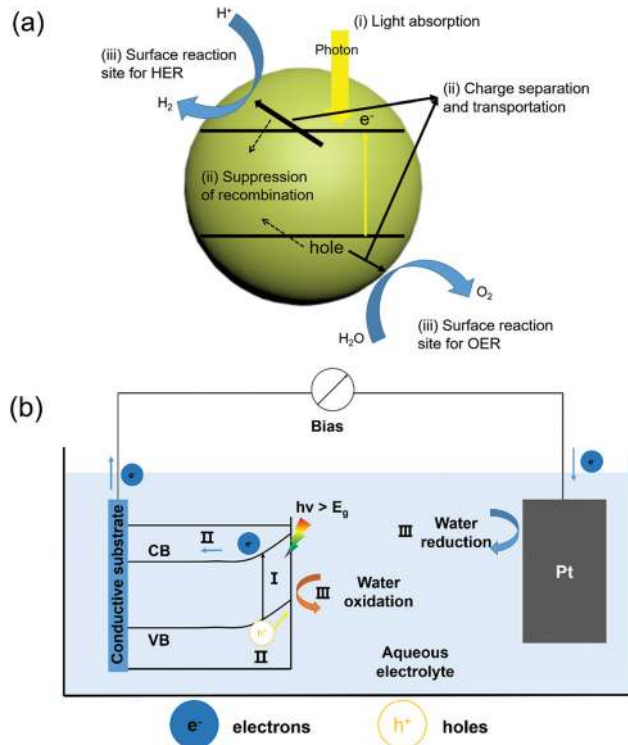 (a)
H⁺
(i) Light absorption
(iii) Surface reaction
site for HER
Photon
(ii) Charge separation
and transportation
H₂
e⁻
(ii) Suppression
of recombination
hole
O₂
H₂O
(iii) Surface reaction
site for OER
(b)
Bias
e⁻
e⁻
hν > E_g
Conductive substrate
II
CB
e⁻
I
III
Water
oxidation
III
Water
reduction
Pt
VB
h⁺
II
Aqueous
electrolyte
e⁻ electrons
h⁺ holes